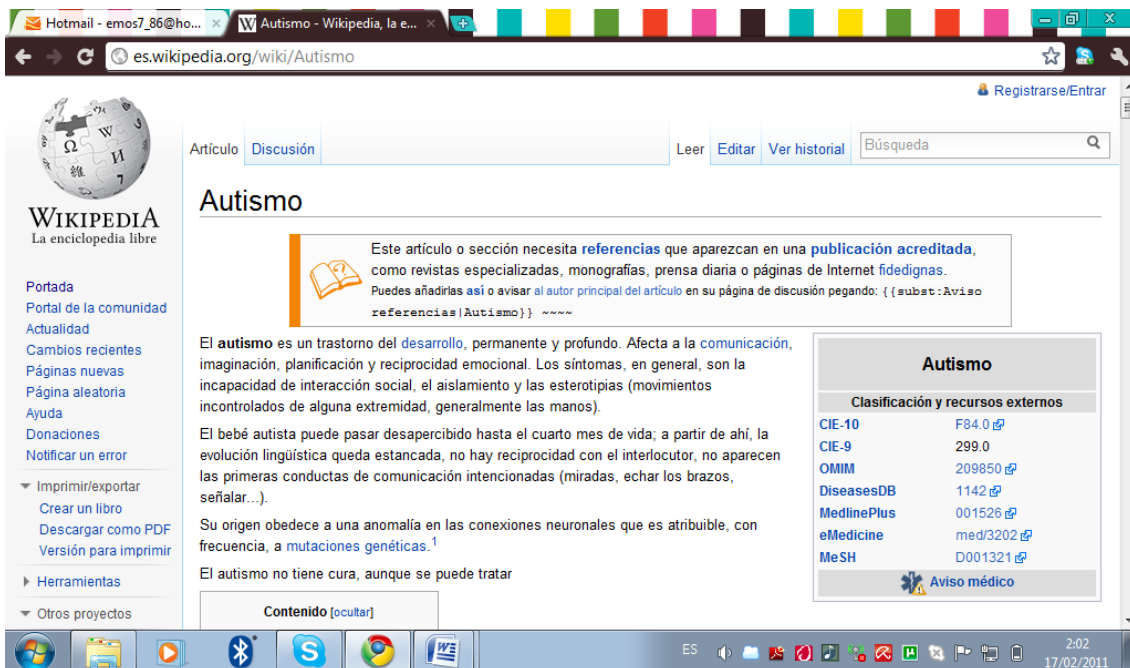 Hotmail - emos7_86@ho...
Autismo - Wikipedia, la e...
es.wikipedia.org/wiki/Autismo
Registrarse/Entrar
Artículo Discusión Leer Editar Ver historial Búsqueda
WIKIPEDIA
La enciclopedia libre
Portada
Portal de la comunidad
Actualidad
Cambios recientes
Páginas nuevas
Página aleatoria
Ayuda
Donaciones
Notificar un error
Imprimir/exportar
Crear un libro
Descargar como PDF
Versión para imprimir
Herramientas
Otros proyectos
Autismo
Este artículo o sección necesita referencias que aparezcan en una publicación acreditada,
como revistas especializadas, monografías, prensa diaria o páginas de Internet fidedignas.
Puedes añadirlas así o avisar al autor principal del artículo en su página de discusión pegando: {{subst:Aviso
referencias|Autismo}} ~~~~
El autismo es un trastorno del desarrollo, permanente y profundo. Afecta a la comunicación,
imaginación, planificación y reciprocidad emocional. Los síntomas, en general, son la
incapacidad de interacción social, el aislamiento y las esterotipias (movimientos
incontrolados de alguna extremidad, generalmente las manos).
El bebé autista puede pasar desapercibido hasta el cuarto mes de vida; a partir de ahí, la
evolución lingüística queda estancada, no hay reciprocidad con el interlocutor, no aparecen
las primeras conductas de comunicación intencionadas (miradas, echar los brazos,
señalar...).
Su origen obedece a una anomalía en las conexiones neuronales que es atribuible, con
frecuencia, a mutaciones genéticas.1
El autismo no tiene cura, aunque se puede tratar
Contenido [ocultar]
Autismo
Clasificación y recursos externos
CIE-10 F84.0
CIE-9 299.0
OMIM 209850
DiseasesDB 1142
MedlinePlus 001526
eMedicine med/3202
MeSH D001321
Aviso médico
ES
2:02
17/02/2011